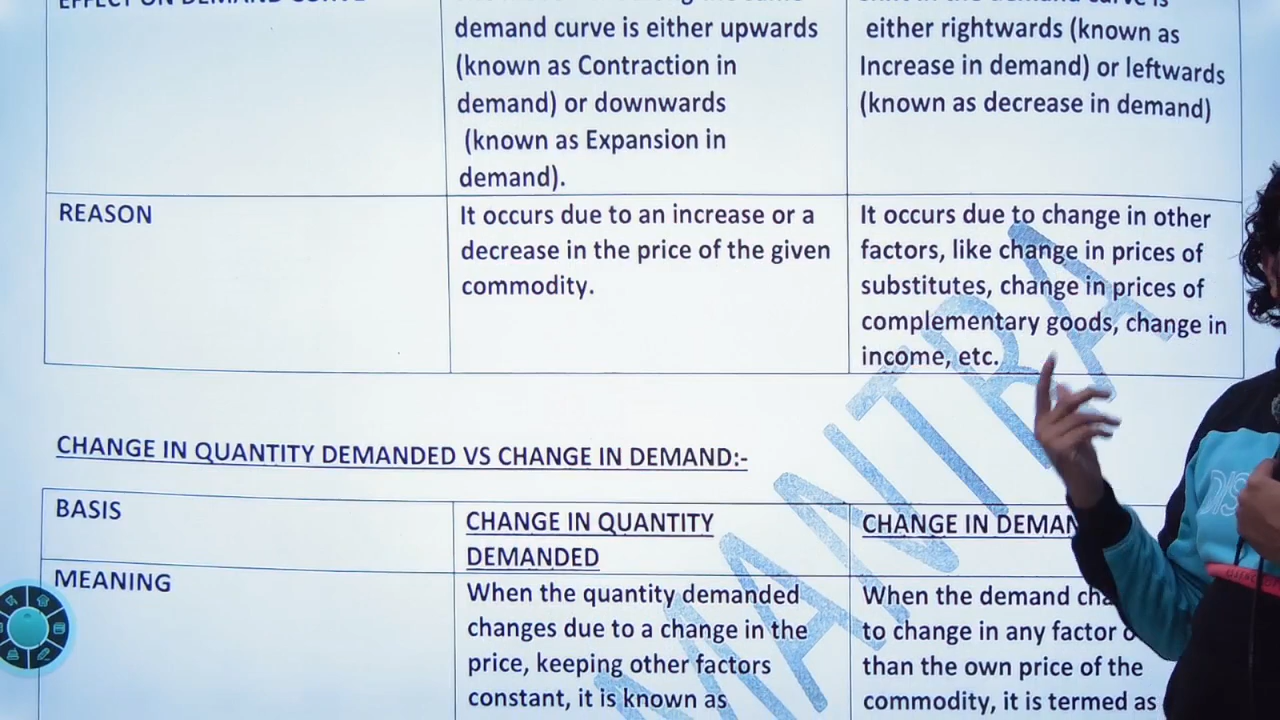 EFFECT ON DEMAND CURVE
demand curve is either upwards
(known as Contraction in
demand) or downwards
(known as Expansion in
demand).
either rightwards (known as
Increase in demand) or leftwards
(known as decrease in demand)
REASON
It occurs due to an increase or a
decrease in the price of the given
commodity.
It occurs due to change in other
factors, like change in prices of
substitutes, change in prices of
complementary goods, change in
income, etc.
CHANGE IN QUANTITY DEMANDED VS CHANGE IN DEMAND:-
BASIS
CHANGE IN QUANTITY
DEMANDED
CHANGE IN
MEANING
When the quantity demanded
changes due to a change in the
price, keeping other factors
constant, it is known as
When the demand
to change in any factor
than the own price of the
commodity, it is termed as
MANTRA